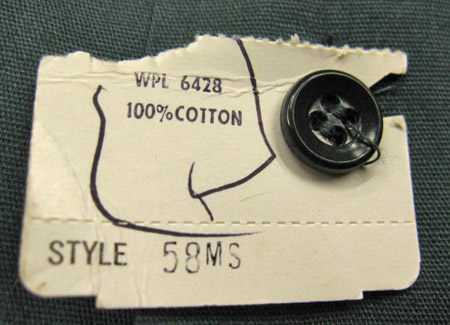 WPL 6428
100% COTTON
STYLE 58MS